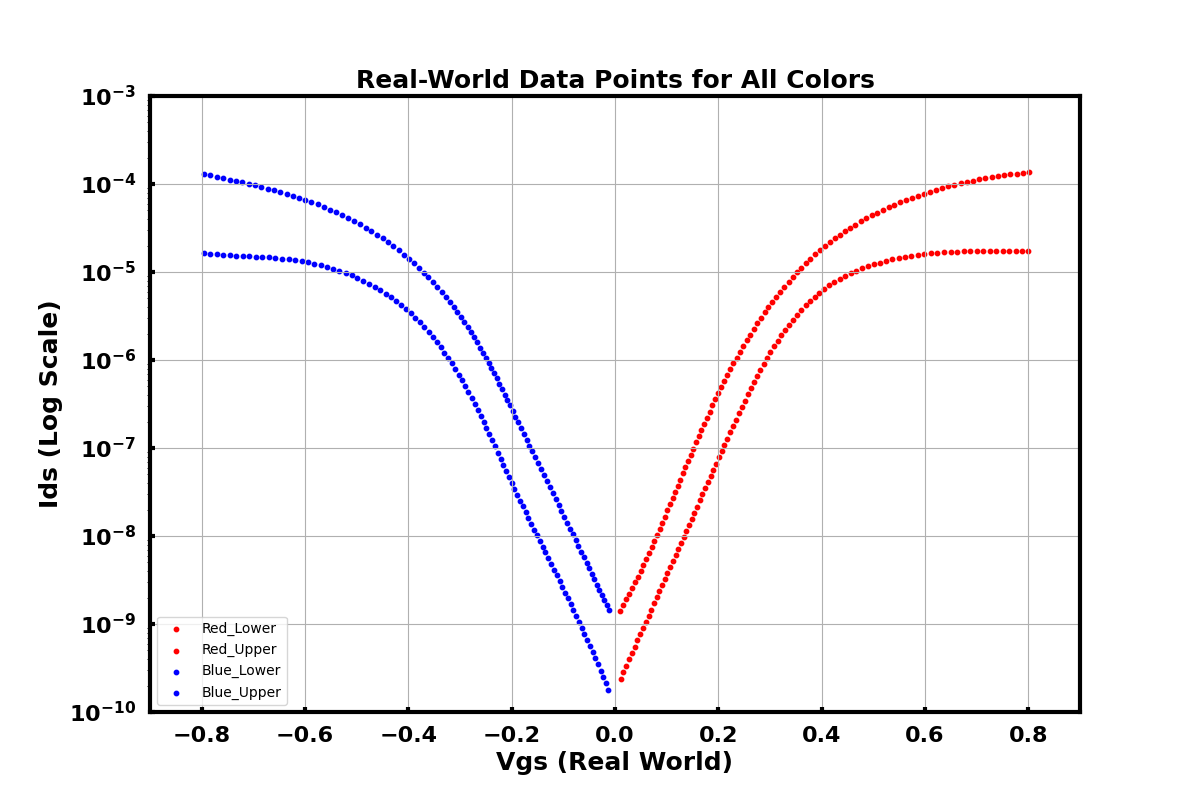 Real-World Data Points for All Colors
Ids (Log Scale)
10⁻³
10⁻⁴
10⁻⁵
10⁻⁶
10⁻⁷
10⁻⁸
10⁻⁹
10⁻¹⁰
Red_Lower
Red_Upper
Blue_Lower
Blue_Upper
−0.8 −0.6 −0.4 −0.2 0.0 0.2 0.4 0.6 0.8
Vgs (Real World)